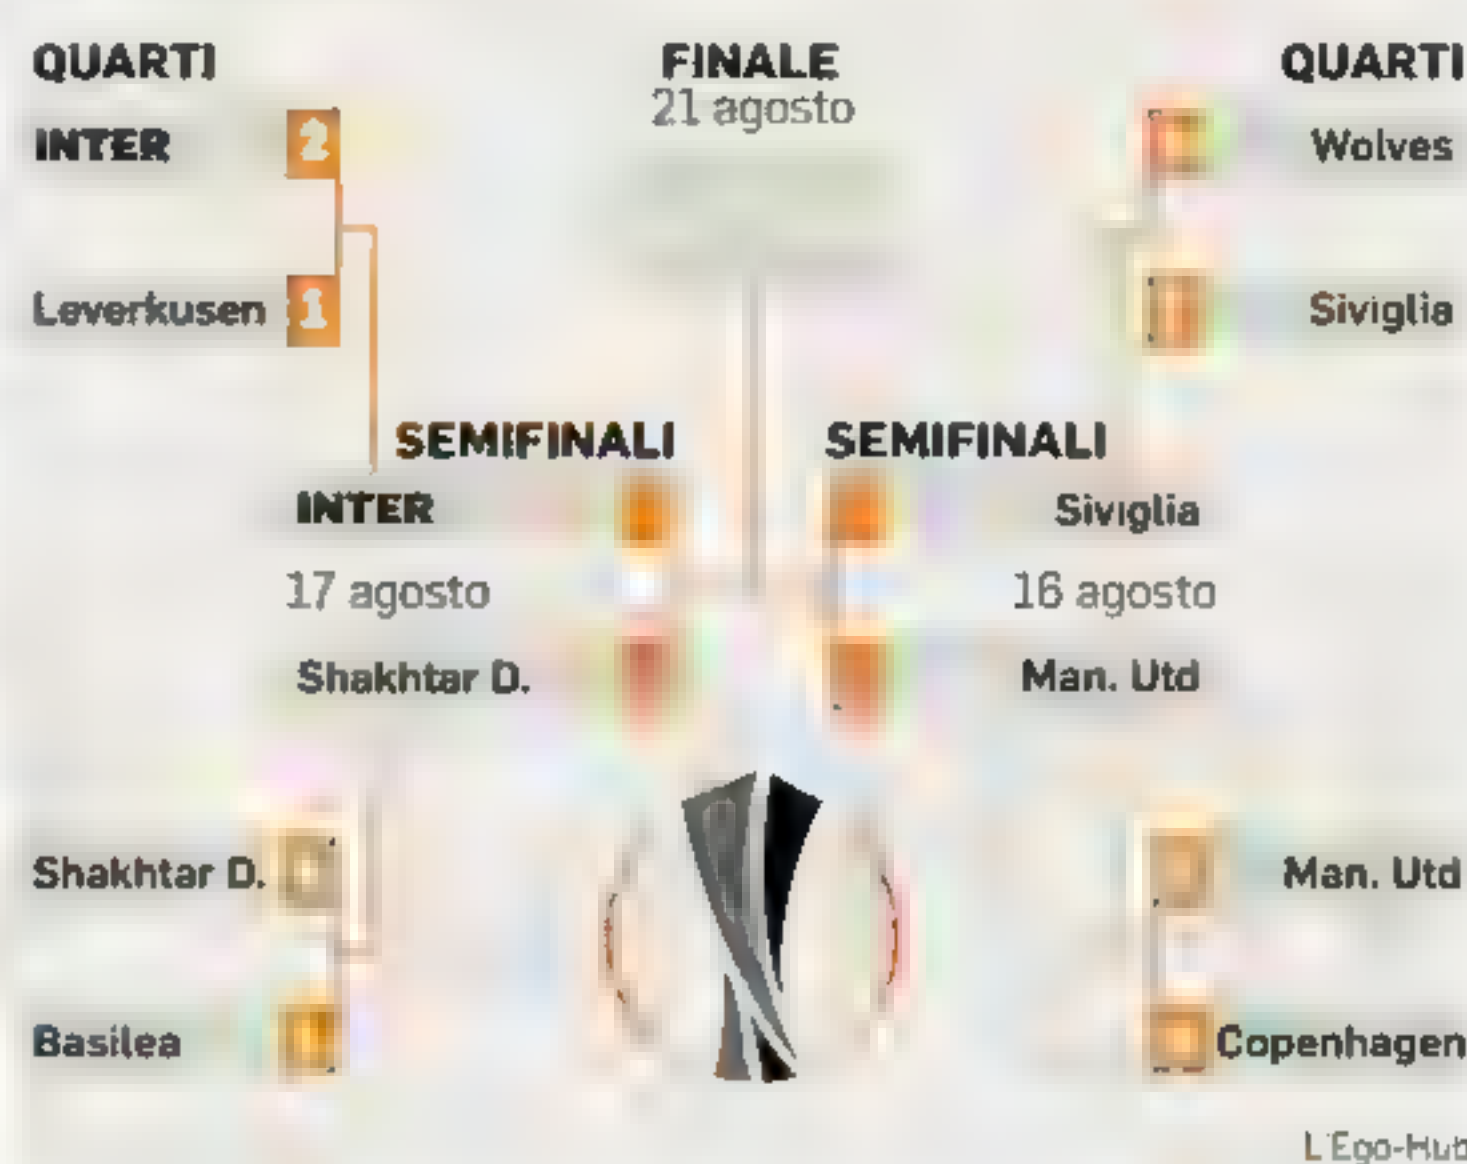 QUARTI
INTER 2
Leverkusen 1
FINALE
21 agosto
QUARTI
Wolves
Siviglia
SEMIFINALI
INTER
17 agosto
Shakhtar D.
SEMIFINALI
Siviglia
16 agosto
Man. Utd
Shakhtar D.
Basilea
Man. Utd
Copenhagen
L'Ego-Hub